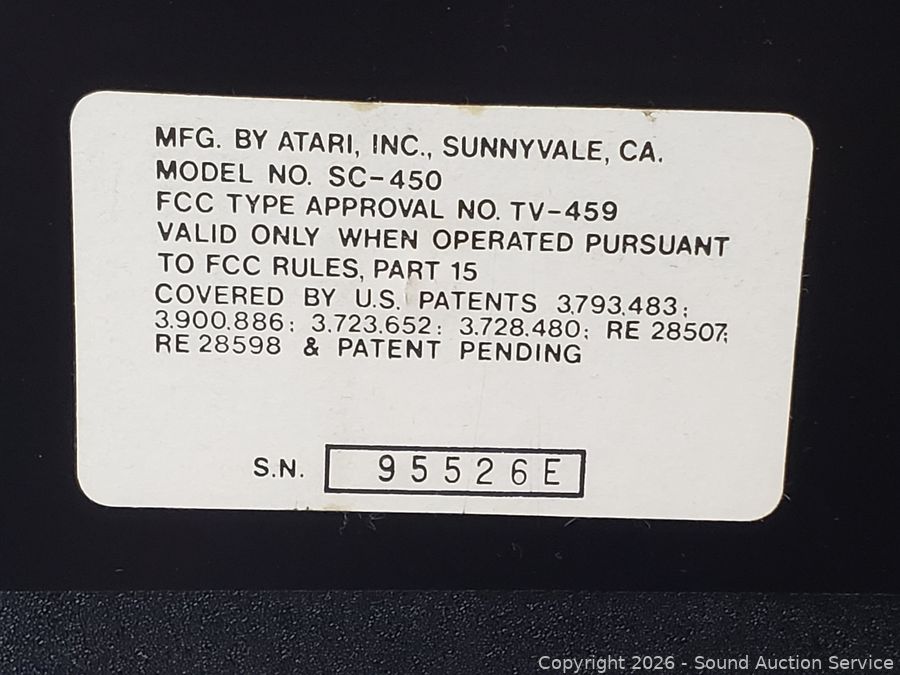 MFG. BY ATARI, INC., SUNNYVALE, CA.
MODEL NO. SC-450
FCC TYPE APPROVAL NO. TV-459
VALID ONLY WHEN OPERATED PURSUANT
TO FCC RULES, PART 15
COVERED BY U.S. PATENTS 3,793,483;
3,900,886; 3,723,652; 3,728,480; RE 28507;
RE 28598 & PATENT PENDING
S.N. 95526E
Copyright 2026 - Sound Auction Service